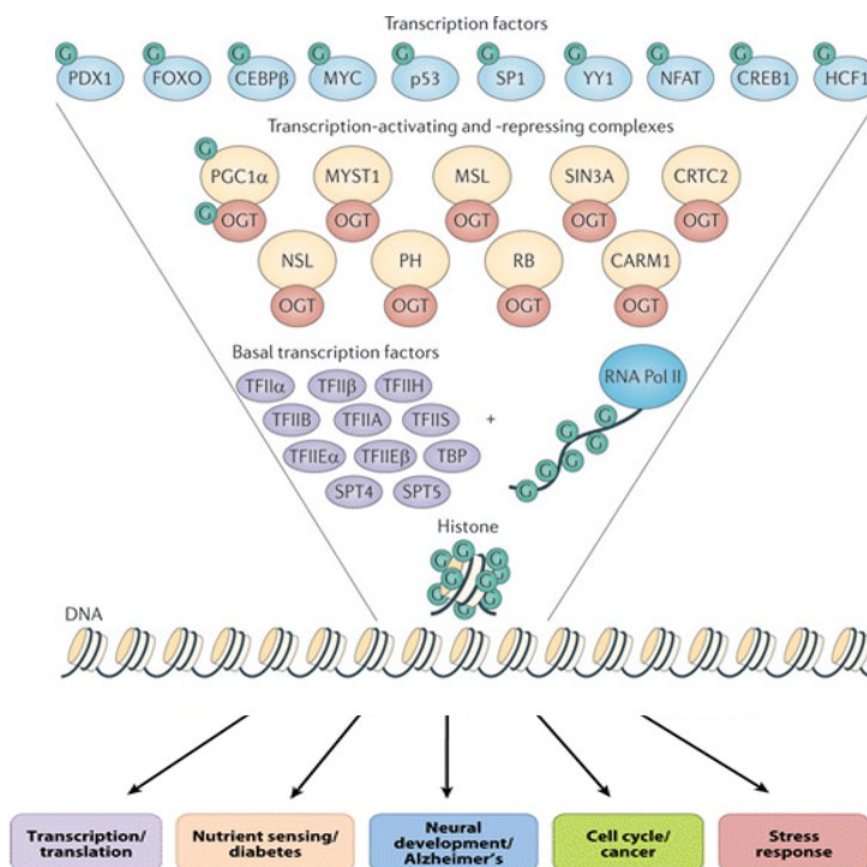 Transcription factors
G G G G G G G G G
PDX1 FOXO CEBPβ MYC p53 SP1 YY1 NFAT CREB1 HCF1
Transcription-activating and -repressing complexes
G
PGC1α MYST1 MSL SIN3A CRTC2
G OGT OGT OGT OGT OGT
NSL PH RB CARM1
OGT OGT OGT OGT
Basal transcription factors
TFIIα TFIIβ TFIIH
RNA Pol II
TFIIB TFIIA TFIIS
+
G G G
TFIIEα TFIIEβ TBP
G G G
SPT4 SPT5
G
Histone
G G G G G G G G G
DNA
Transcription/
translation
Nutrient sensing/
diabetes
Neural
development/
Alzheimer's
Cell cycle/
cancer
Stress
response